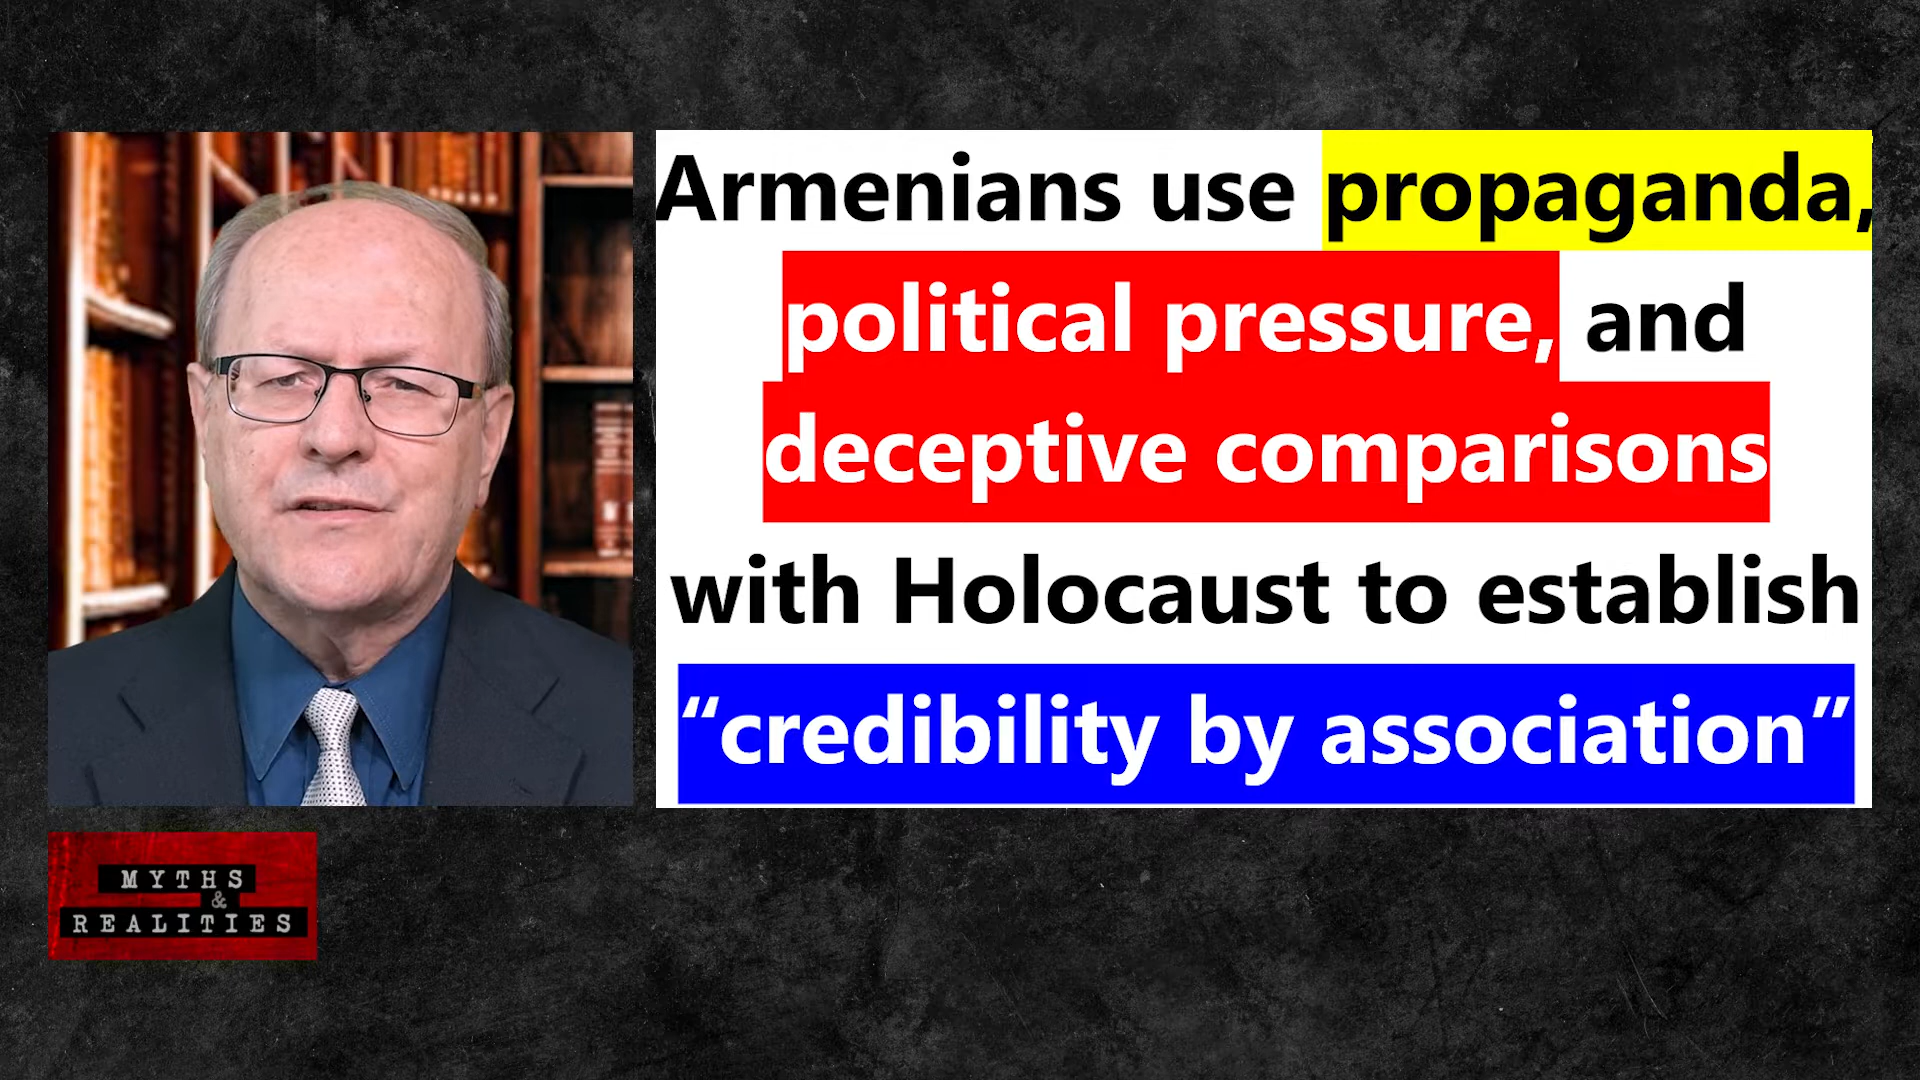 Armenians use propaganda,
political pressure, and
deceptive comparisons
with Holocaust to establish
“credibility by association”
MYTHS
&
REALITIES